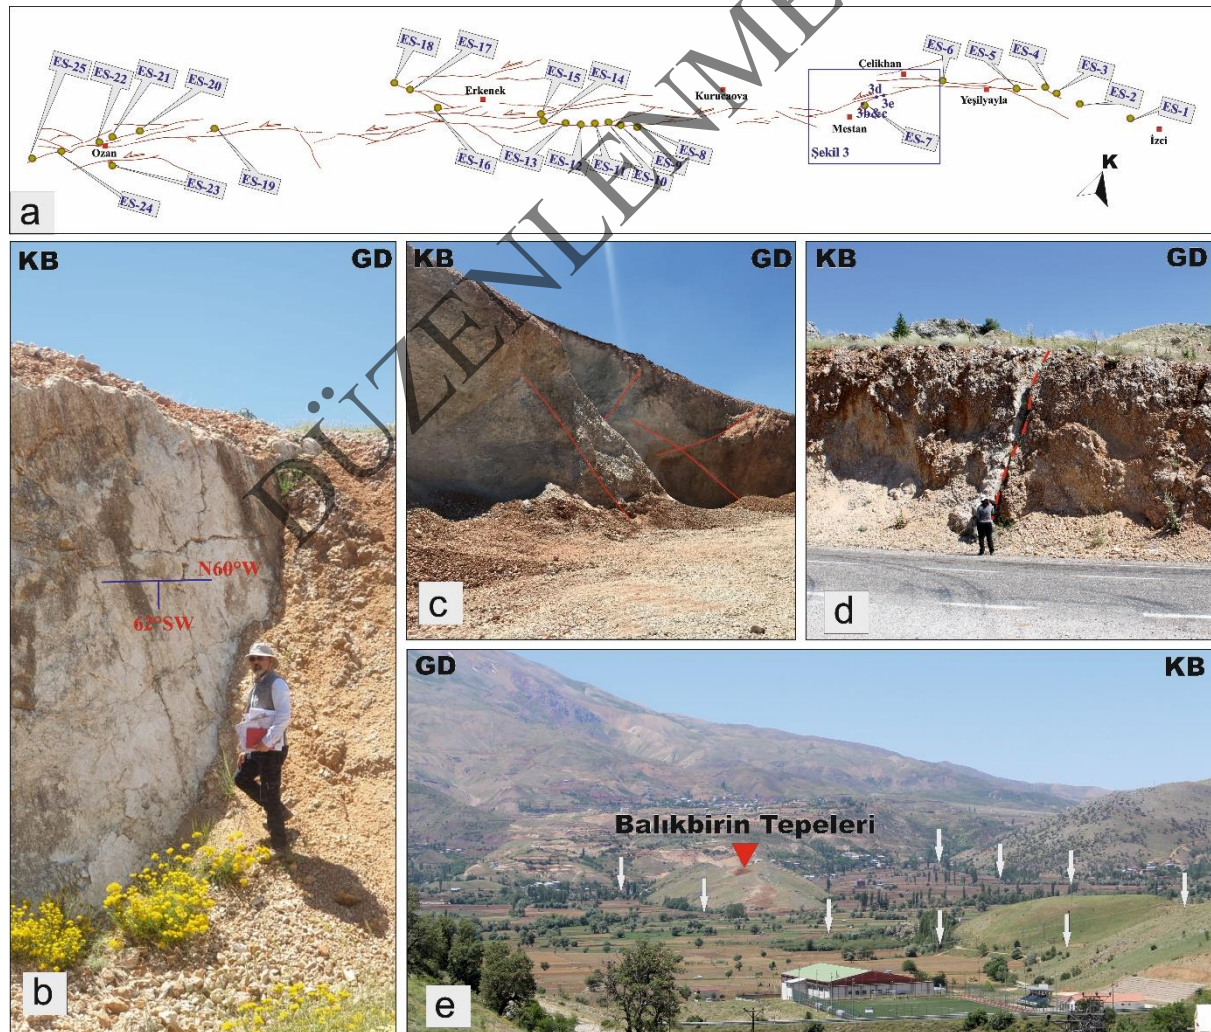 ES-25
ES-22
ES-21
ES-20
ES-18
ES-17
ES-15
ES-14
ES-6
ES-5
ES-4
ES-3
ES-2
ES-1
Çelikhan
Erkenek
Kurucaova
Yeşilyayla
Mestan
İzci
Ozan
3d
3e
3b&c
ES-7
Şekil 3
ES-24
ES-23
ES-19
ES-16
ES-13
ES-12
ES-11
ES-10
ES-9
ES-8
K
a
KB
GD
N60°W
62°SW
b
KB
GD
c
KB
GD
d
GD
KB
Balıkbirin Tepeleri
e
DÜZENLENME